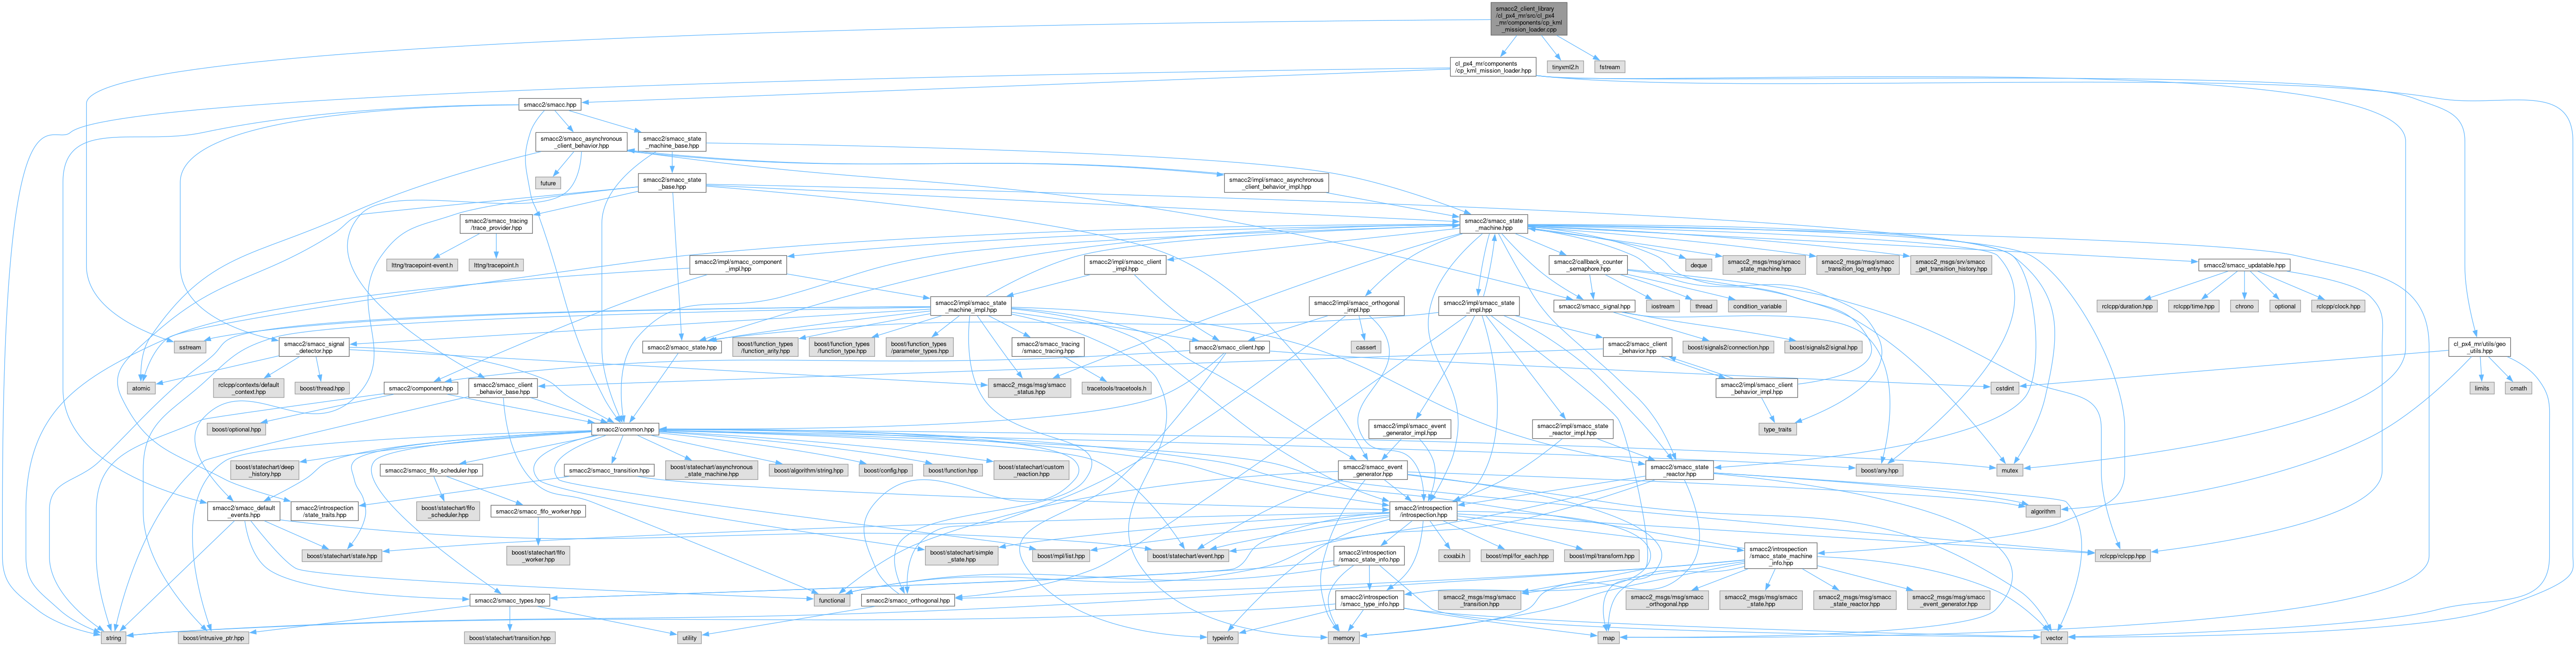 smacc2_client_library
/cl_px4_mr/src/cl_px4
_mr/components/cp_kml
_mission_loader.cpp
cl_px4_mr/components
/cp_kml_mission_loader.hpp
tinyxml2.h
fstream
smacc2/smacc.hpp
smacc2/smacc_asynchronous
_client_behavior.hpp
smacc2/smacc_state
_machine_base.hpp
future
smacc2/smacc_state
_base.hpp
smacc2/impl/smacc_asynchronous
_client_behavior_impl.hpp
smacc2/smacc_tracing
/trace_provider.hpp
smacc2/smacc_state
_machine.hpp
lttng/tracepoint-event.h
lttng/tracepoint.h
smacc2/impl/smacc_component
_impl.hpp
smacc2/impl/smacc_client
_impl.hpp
smacc2/callback_counter
_semaphore.hpp
deque
smacc2_msgs/msg/smacc
_state_machine.hpp
smacc2_msgs/msg/smacc
_transition_log_entry.hpp
smacc2_msgs/srv/smacc
_get_transition_history.hpp
smacc2/smacc_updatable.hpp
smacc2/impl/smacc_state
_machine_impl.hpp
smacc2/impl/smacc_orthogonal
_impl.hpp
smacc2/impl/smacc_state
_impl.hpp
smacc2/smacc_signal.hpp
iostream
thread
condition_variable
rclcpp/duration.hpp
rclcpp/time.hpp
chrono
optional
rclcpp/clock.hpp
sstream
smacc2/smacc_signal
_detector.hpp
smacc2/smacc_state.hpp
boost/function_types
/function_arity.hpp
boost/function_types
/function_type.hpp
boost/function_types
/parameter_types.hpp
smacc2/smacc_tracing
/smacc_tracing.hpp
smacc2/smacc_client.hpp
cassert
smacc2/smacc_client
_behavior.hpp
boost/signals2/connection.hpp
boost/signals2/signal.hpp
cl_px4_mr/utils/geo
_utils.hpp
atomic
rclcpp/contexts/default
_context.hpp
boost/thread.hpp
smacc2/component.hpp
smacc2/smacc_client
_behavior_base.hpp
smacc2_msgs/msg/smacc
_status.hpp
tracetools/tracetools.h
smacc2/impl/smacc_client
_behavior_impl.hpp
cstdint
limits
cmath
boost/optional.hpp
smacc2/common.hpp
smacc2/impl/smacc_event
_generator_impl.hpp
smacc2/impl/smacc_state
_reactor_impl.hpp
type_traits
boost/statechart/deep
_history.hpp
smacc2/smacc_fifo_scheduler.hpp
smacc2/smacc_transition.hpp
boost/statechart/asynchronous
_state_machine.hpp
boost/algorithm/string.hpp
boost/config.hpp
boost/function.hpp
boost/statechart/custom
_reaction.hpp
smacc2/smacc_event
_generator.hpp
boost/any.hpp
smacc2/smacc_state
_reactor.hpp
mutex
smacc2/smacc_default
_events.hpp
smacc2/introspection
/state_traits.hpp
boost/statechart/fifo
_scheduler.hpp
smacc2/smacc_fifo_worker.hpp
smacc2/introspection
/introspection.hpp
algorithm
boost/statechart/state.hpp
boost/statechart/fifo
_worker.hpp
boost/statechart/simple
_state.hpp
boost/mpl/list.hpp
boost/statechart/event.hpp
smacc2/introspection
/smacc_state_info.hpp
cxxabi.h
boost/mpl/for_each.hpp
boost/mpl/transform.hpp
smacc2/introspection
/smacc_state_machine
_info.hpp
rclcpp/rclcpp.hpp
smacc2/smacc_types.hpp
functional
smacc2/smacc_orthogonal.hpp
smacc2/introspection
/smacc_type_info.hpp
smacc2_msgs/msg/smacc
_transition.hpp
smacc2_msgs/msg/smacc
_orthogonal.hpp
smacc2_msgs/msg/smacc
_state.hpp
smacc2_msgs/msg/smacc
_state_reactor.hpp
smacc2_msgs/msg/smacc
_event_generator.hpp
string
boost/intrusive_ptr.hpp
boost/statechart/transition.hpp
utility
typeinfo
memory
map
vector